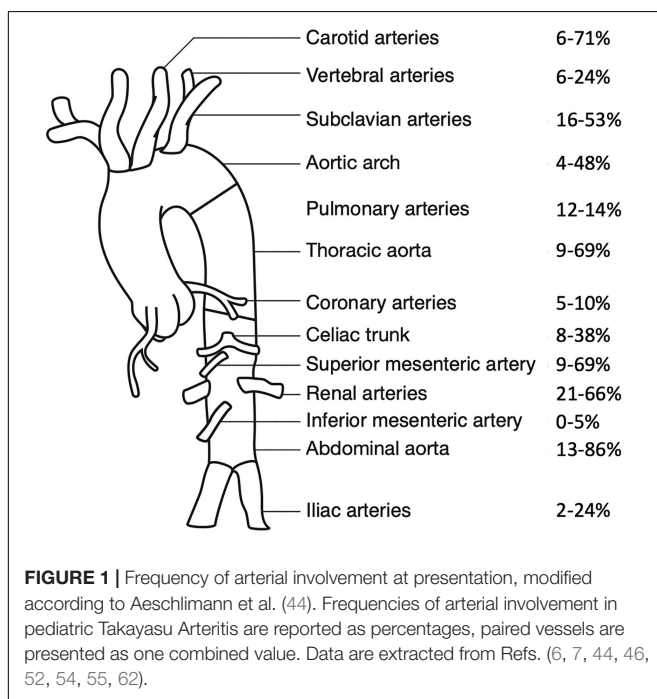 Carotid arteries 6-71%
Vertebral arteries 6-24%
Subclavian arteries 16-53%
Aortic arch 4-48%
Pulmonary arteries 12-14%
Thoracic aorta 9-69%
Coronary arteries 5-10%
Celiac trunk 8-38%
Superior mesenteric artery 9-69%
Renal arteries 21-66%
Inferior mesenteric artery 0-5%
Abdominal aorta 13-86%
Iliac arteries 2-24%
FIGURE 1 | Frequency of arterial involvement at presentation, modified
according to Aeschlimann et al. (44). Frequencies of arterial involvement in
pediatric Takayasu Arteritis are reported as percentages, paired vessels are
presented as one combined value. Data are extracted from Refs. (6, 7, 44, 46,
52, 54, 55, 62).